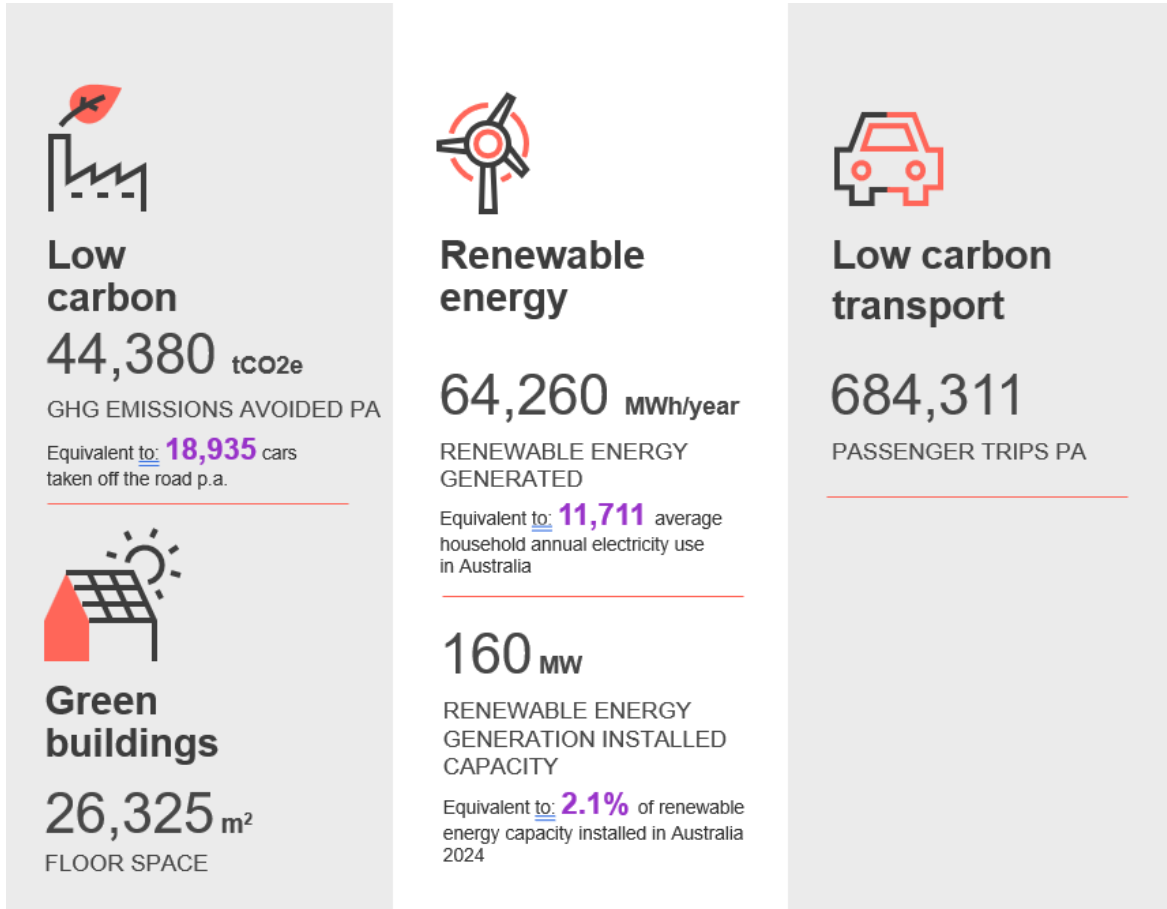 Low
carbon
44,380 tCO2e
GHG EMISSIONS AVOIDED PA
Equivalent to: 18,935 cars
taken off the road p.a.
Green
buildings
26,325 m²
FLOOR SPACE
Renewable
energy
64,260 MWh/year
RENEWABLE ENERGY
GENERATED
Equivalent to: 11,711 average
household annual electricity use
in Australia
160 MW
RENEWABLE ENERGY
GENERATION INSTALLED
CAPACITY
Equivalent to: 2.1% of renewable
energy capacity installed in Australia
2024
Low carbon
transport
684,311
PASSENGER TRIPS PA